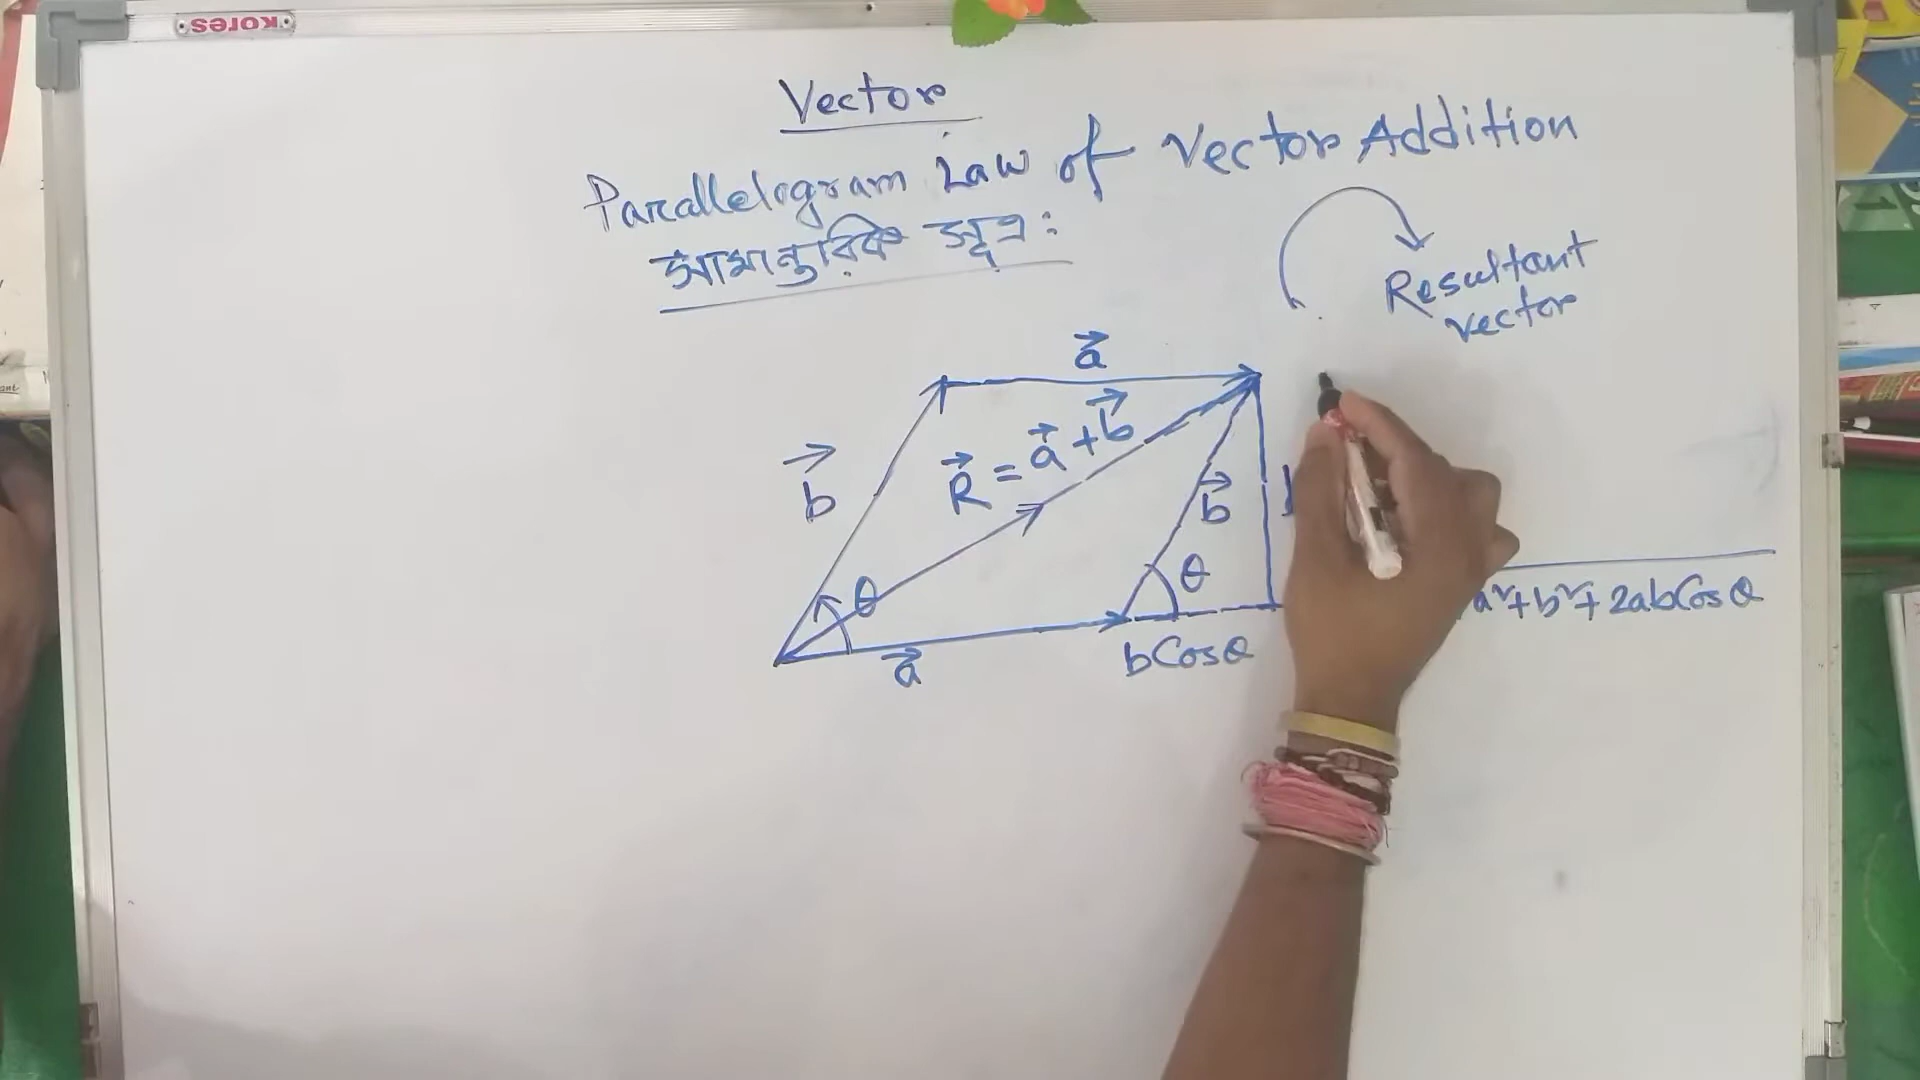 Kores
Vector
Parallelogram Law of Vector Addition
সামান্তরিক সূত্র :
Resultant
vector
a⃗
b⃗
R⃗ = a⃗ + b⃗
b⃗
θ
θ
a⃗
bCosθ
a²+b²+2abCosθ